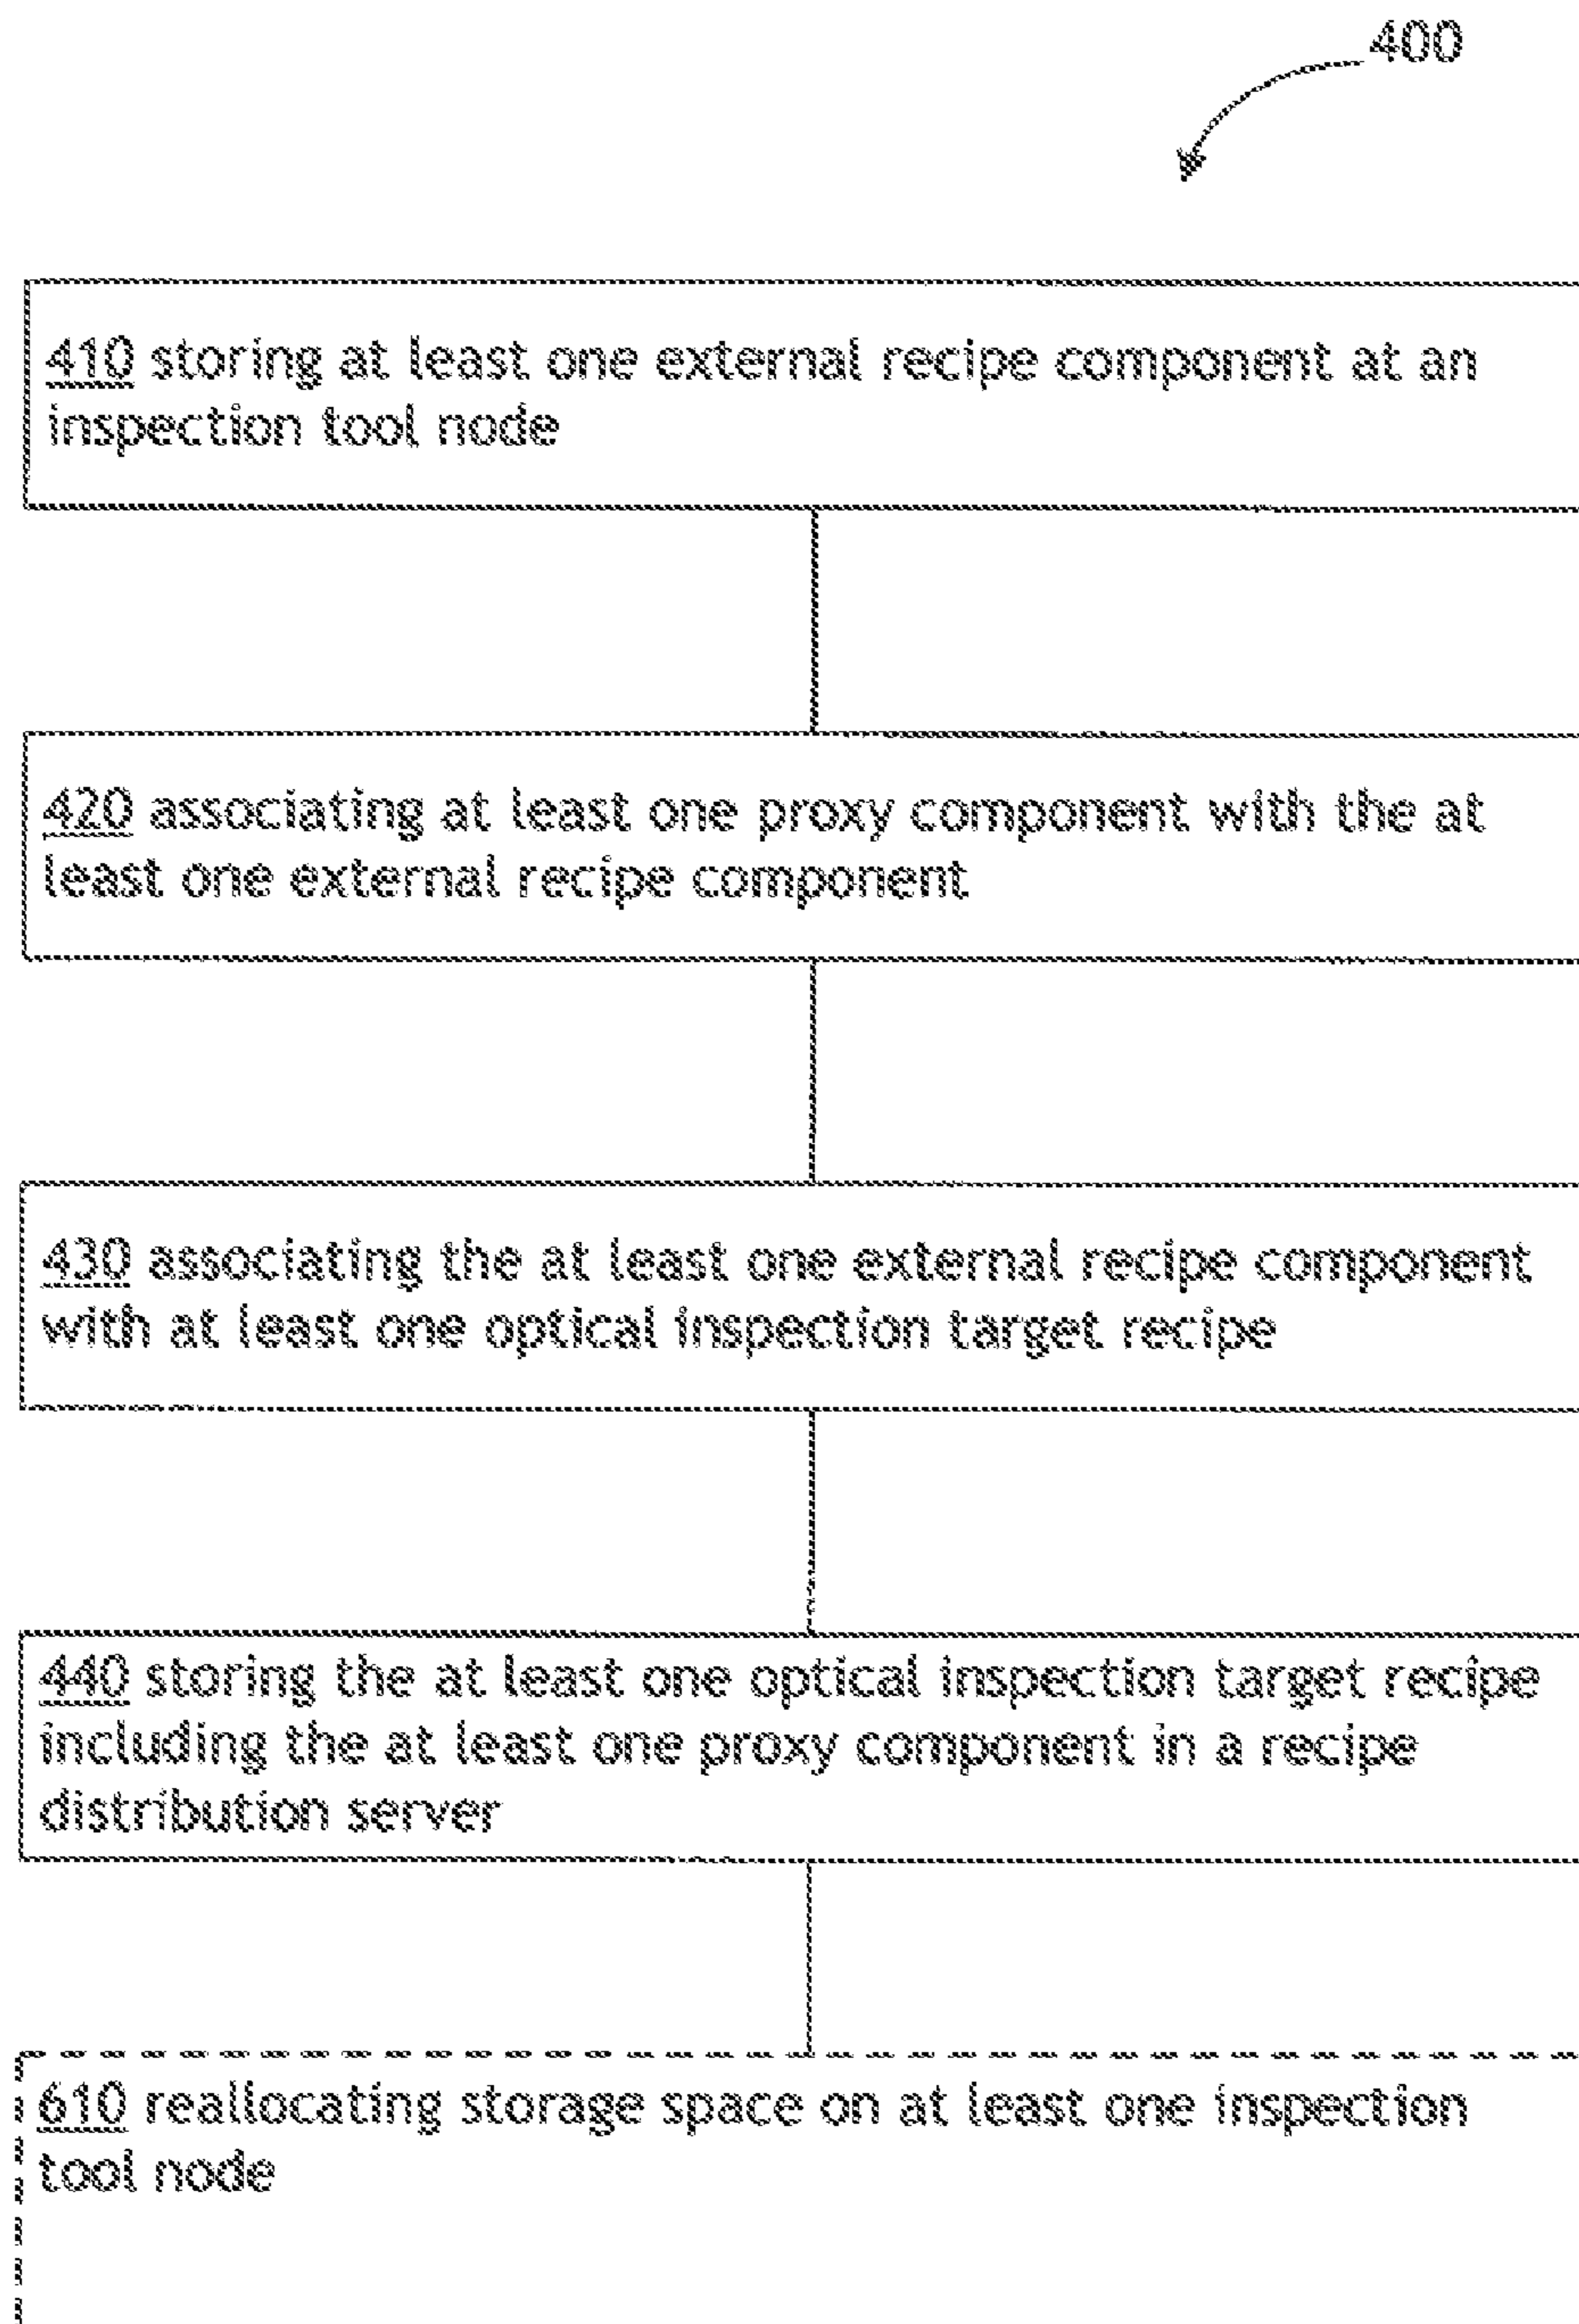 400
410 storing at least one external recipe component at an
inspection tool node
420 associating at least one proxy component with the at
least one external recipe component
430 associating the at least one external recipe component
with at least one optical inspection target recipe
440 storing the at least one optical inspection target recipe
including the at least one proxy component in a recipe
distribution server
610 reallocating storage space on at least one inspection
tool node